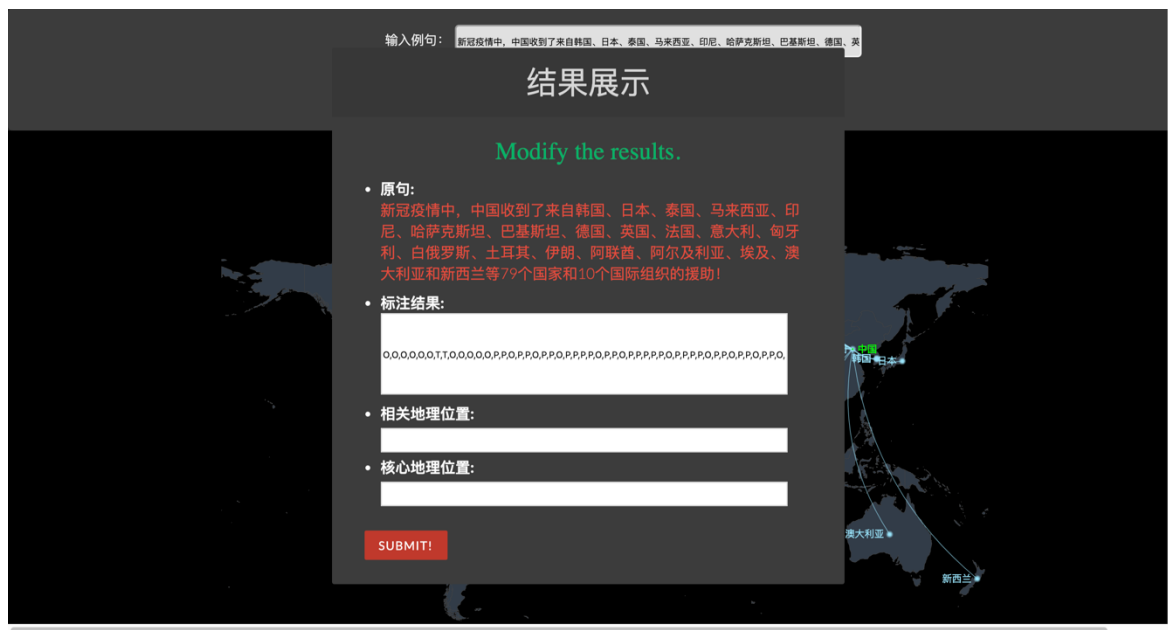 输入例句： 新冠疫情中，中国收到了来自韩国、日本、泰国、马来西亚、印尼、哈萨克斯坦、巴基斯坦、德国、英
结果展示
Modify the results.
• 原句:
新冠疫情中，中国收到了来自韩国、日本、泰国、马来西亚、印
尼、哈萨克斯坦、巴基斯坦、德国、英国、法国、意大利、匈牙
利、白俄罗斯、土耳其、伊朗、阿联酋、阿尔及利亚、埃及、澳
大利亚和新西兰等79个国家和10个国际组织的援助！
• 标注结果:
O,O,O,O,O,O,T,T,O,O,O,O,O,P,P,O,P,P,O,P,P,O,P,P,P,P,O,P,P,O,P,P,P,P,P,O,P,P,P,P,O,P,P,O,P,P,O,P,P,O,
• 相关地理位置:
• 核心地理位置:
SUBMIT!
中国
韩国
日本
澳大利亚
新西兰